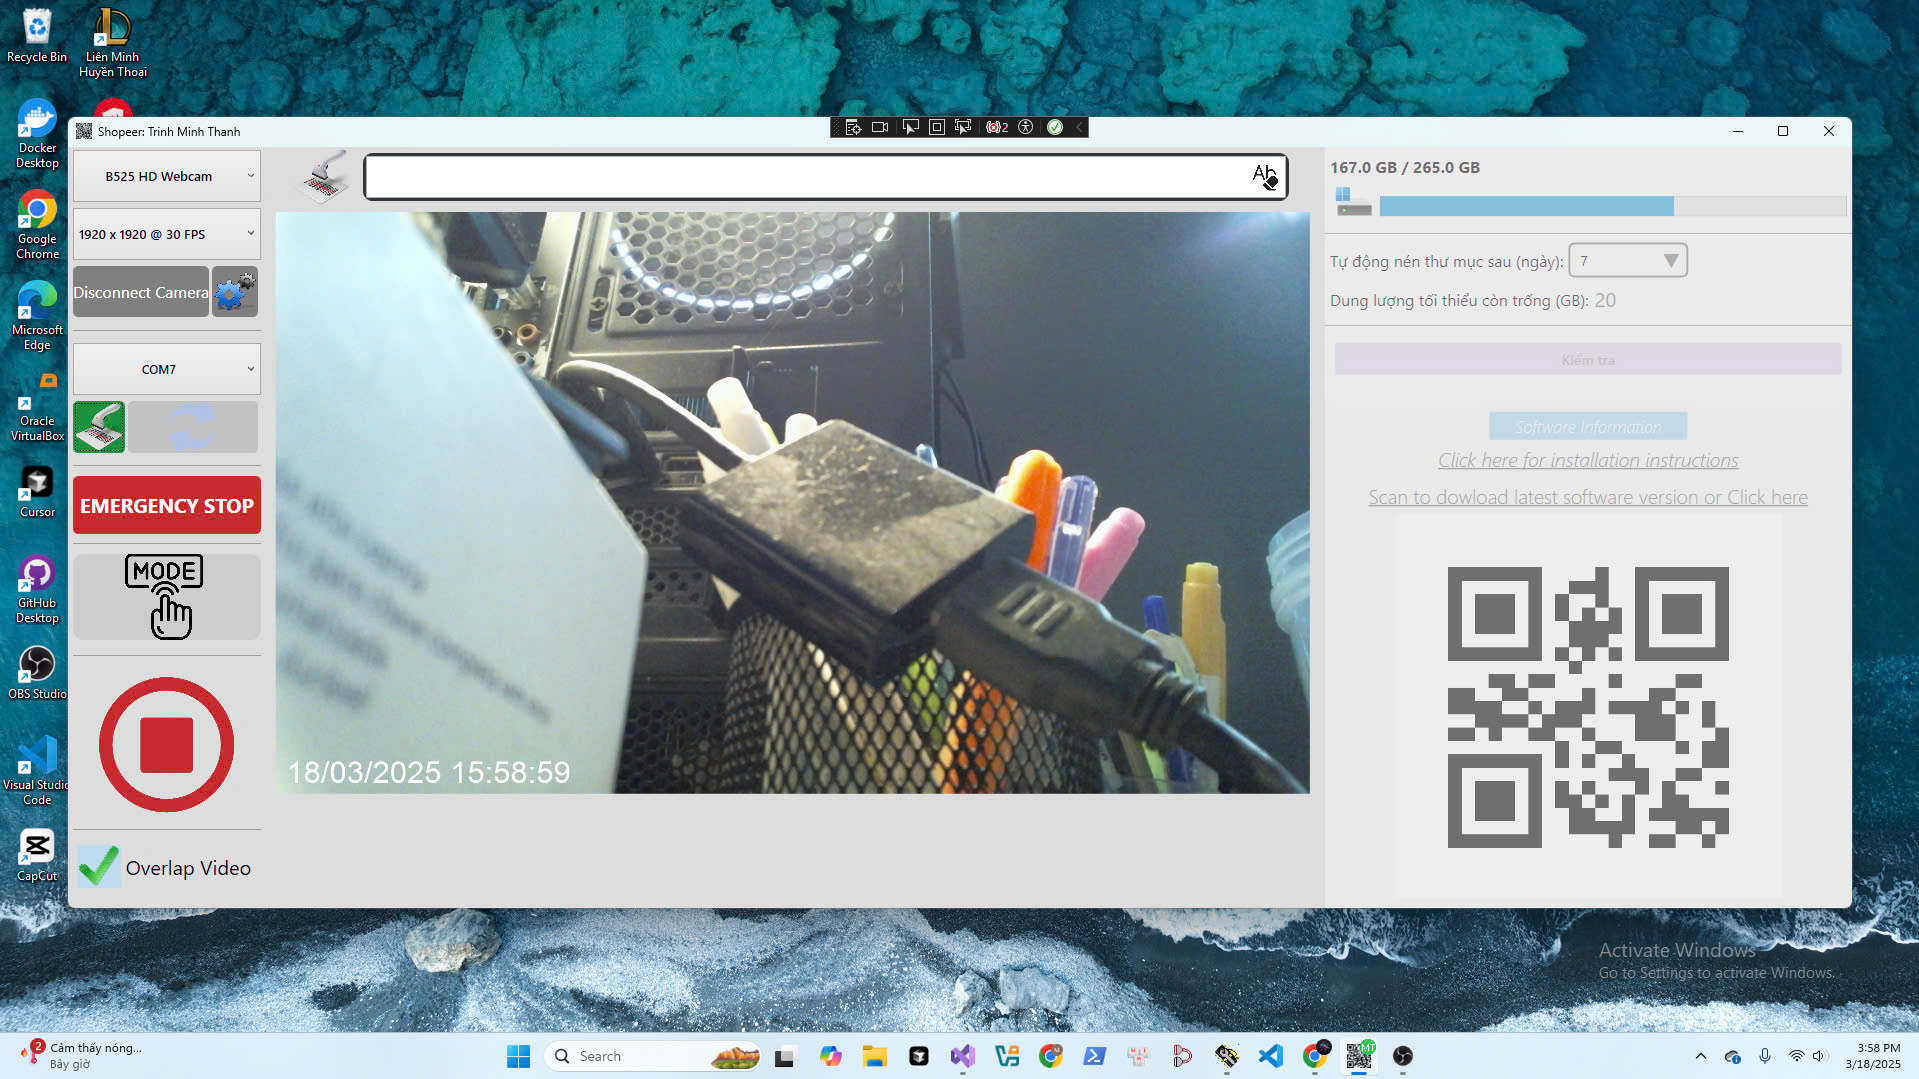 Recycle Bin
Liên Minh
Huyền Thoại
Docker
Desktop
Google
Chrome
Microsoft
Edge
Oracle
VirtualBox
Cursor
GitHub
Desktop
OBS Studio
Visual Studio
Code
CapCut
Shopeer: Trinh Minh Thanh
2
B525 HD Webcam
1920 x 1920 @ 30 FPS
Disconnect Camera
COM7
EMERGENCY STOP
MODE
Overlap Video
Ab
18/03/2025 15:58:59
167.0 GB / 265.0 GB
Tự động nén thư mục sau (ngày): 7
Dung lượng tối thiểu còn trống (GB): 20
Kiểm tra
Software Information
Click here for installation instructions
Scan to dowload latest software version or Click here
Activate Windows
Go to Settings to activate Windows.
2
Cảm thấy nóng...
Bây giờ
Search
MT
3:58 PM
3/18/2025